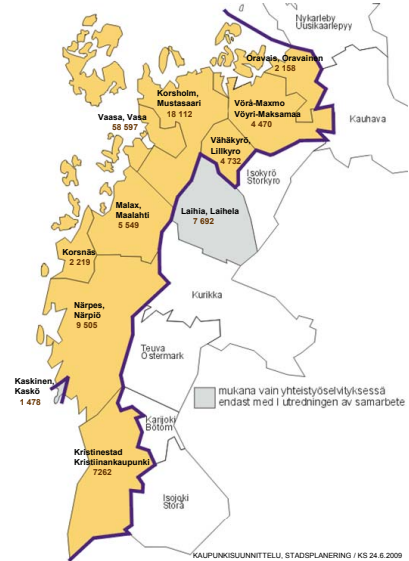 Nykarleby
Uusikaarlepyy
Oravais, Oravainen
2 158
Korsholm,
Mustasaari
18 112
Vörå-Maxmo
Vöyri-Maksamaa
4 470
Kauhava
Vaasa, Vasa
58 597
Vähäkyrö,
Lillkyro
4 732
Isokyrö
Storkyro
Malax,
Maalahti
5 549
Laihia, Laihela
7 692
Korsnäs
2 219
Närpes,
Närpiö
9 505
Kurikka
Teuva
Östermark
Kaskinen,
Kaskö
1 478
mukana vain yhteistyöselvityksessä
endast med I utredningen av samarbete
Karijoki
Bötom
Kristinestad
Kristiinankaupunki
7262
Isojoki
Storå
KAUPUNKISUUNNITTELU, STADSPLANERING / KS 24.6.2009